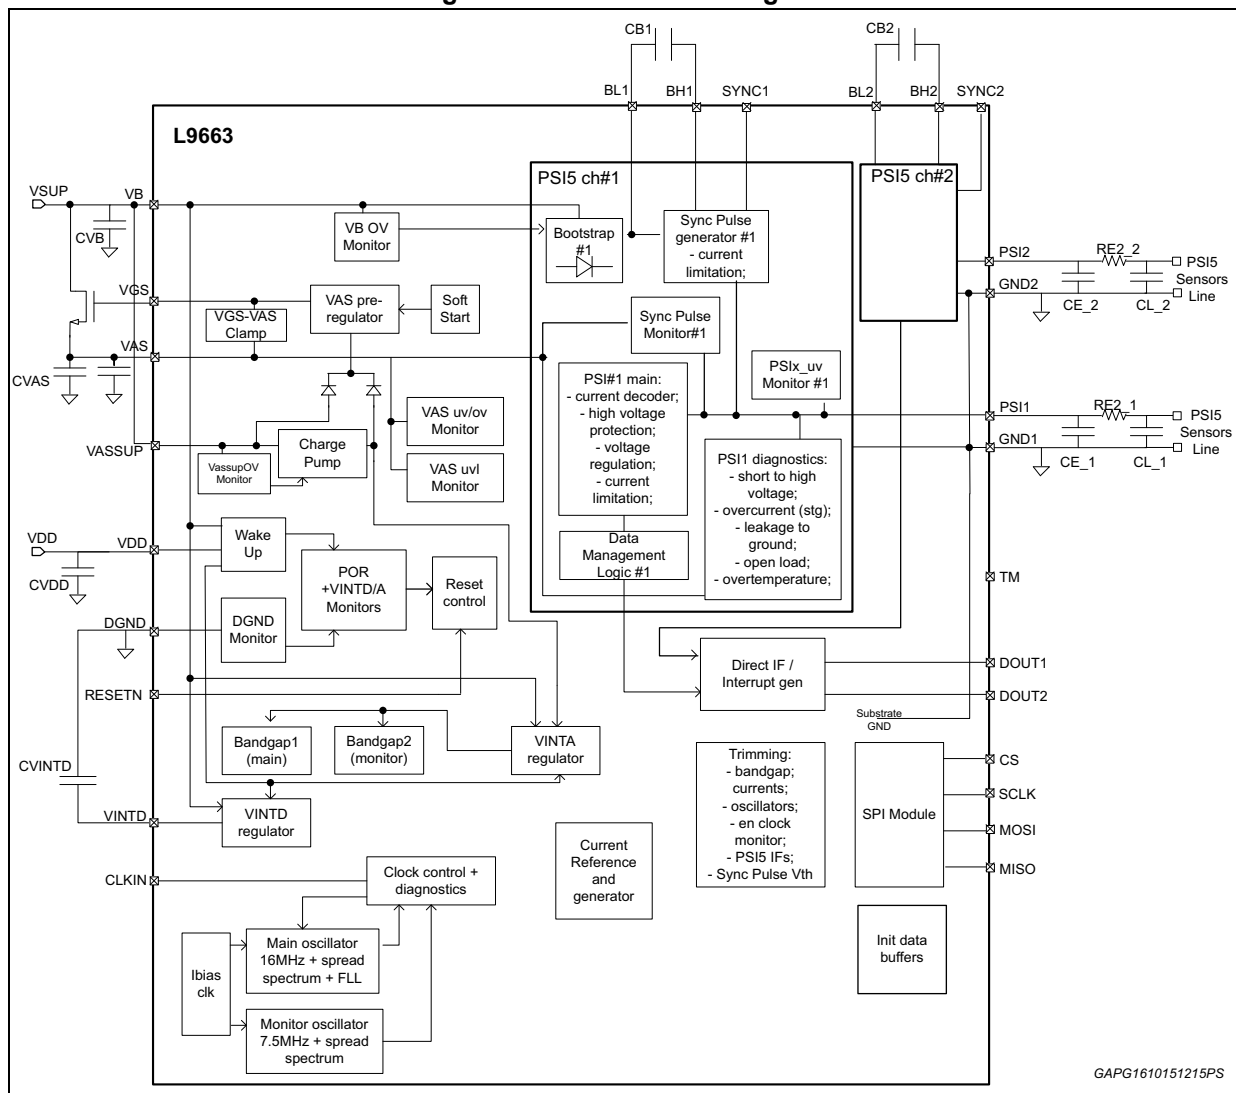 CB1
CB2
BL1
BH1
SYNC1
BL2
BH2
SYNC2
L9663
PSI5 ch#1
PSI5 ch#2
VSUP
VB
CVB
VB OV
Monitor
Bootstrap
#1
Sync Pulse
generator #1
- current
limitation;
PSI2
RE2_2
PSI5
Sensors
Line
GND2
CE_2
CL_2
VGS
VGS-VAS
Clamp
VAS pre-
regulator
Soft
Start
Sync Pulse
Monitor#1
VAS
CVAS
PSI#1 main:
- current decoder;
- high voltage
protection;
- voltage
regulation;
- current
limitation;
PSIx_uv
Monitor #1
PSI1
RE2_1
PSI5
Sensors
Line
GND1
CE_1
CL_1
VASSUP
VassupOV
Monitor
Charge
Pump
VAS uv/ov
Monitor
VAS uvl
Monitor
PSI1 diagnostics:
- short to high
voltage;
- overcurrent (stg)
- leakage to
ground;
- open load;
- overtemperature;
Data
Management
Logic #1
VDD
VDD
CVDD
Wake
Up
POR
+VINTD/A
Monitors
Reset
control
TM
DGND
DGND
Monitor
Direct IF /
Interrupt gen
DOUT1
DOUT2
RESETN
Substrate
GND
Bandgap1
(main)
Bandgap2
(monitor)
VINTA
regulator
CVINTD
VINTD
VINTD
regulator
Trimming:
- bandgap;
currents;
- oscillators;
- en clock
monitor;
- PSI5 IFs;
- Sync Pulse Vth
SPI Module
CS
SCLK
MOSI
MISO
Current
Reference
and
generator
CLKIN
Clock control +
diagnostics
Init data
buffers
Ibias
clk
Main oscillator
16MHz + spread
spectrum + FLL
Monitor oscillator
7.5MHz + spread
spectrum
GAPG1610151215PS